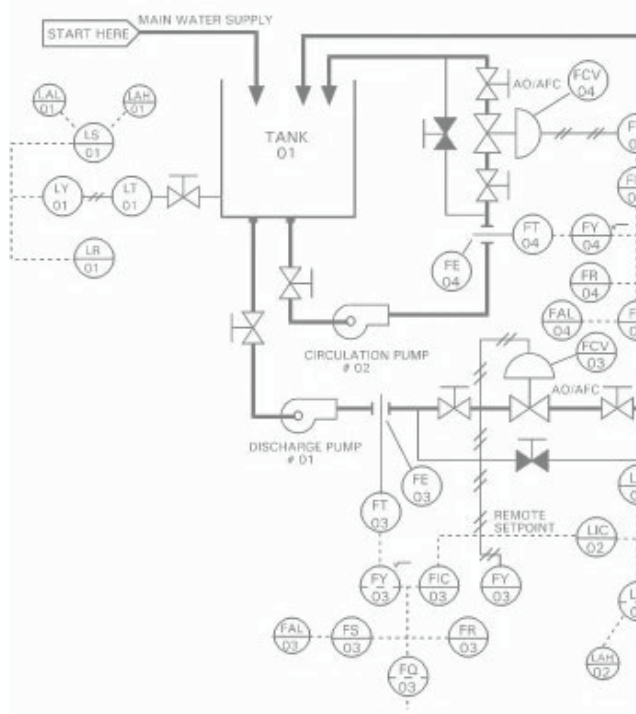 MAIN WATER SUPPLY
START HERE
TANK
01
LAL
01
LAH
01
LS
01
LY
01
LT
01
LR
01
AO/AFC
FCV
04
FT
04
FY
04
FE
04
FR
04
FAL
04
CIRCULATION PUMP
# 02
FCV
03
AO/AFC
DISCHARGE PUMP
# 01
FE
03
FT
03
REMOTE
SETPOINT
LIC
02
FY
03
FIC
03
FY
03
FAL
03
FS
03
FR
03
LAH
02
FQ
03